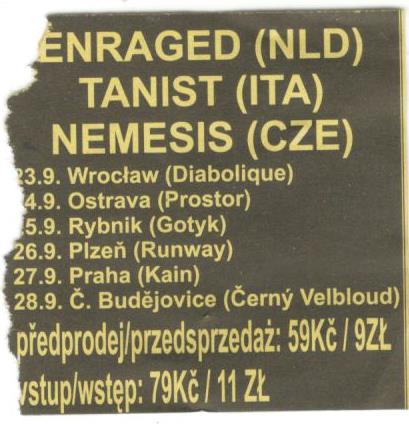 ENRAGED (NLD)
TANIST (ITA)
NEMESIS (CZE)
23.9. Wrocław (Diabolique)
24.9. Ostrava (Prostor)
25.9. Rybnik (Gotyk)
26.9. Plzeň (Runway)
27.9. Praha (Kain)
28.9. Č. Budějovice (Černý Velbloud)
předprodej/przedsprzedaż: 59Kč / 9ZŁ
vstup/wstęp: 79Kč / 11 ZŁ